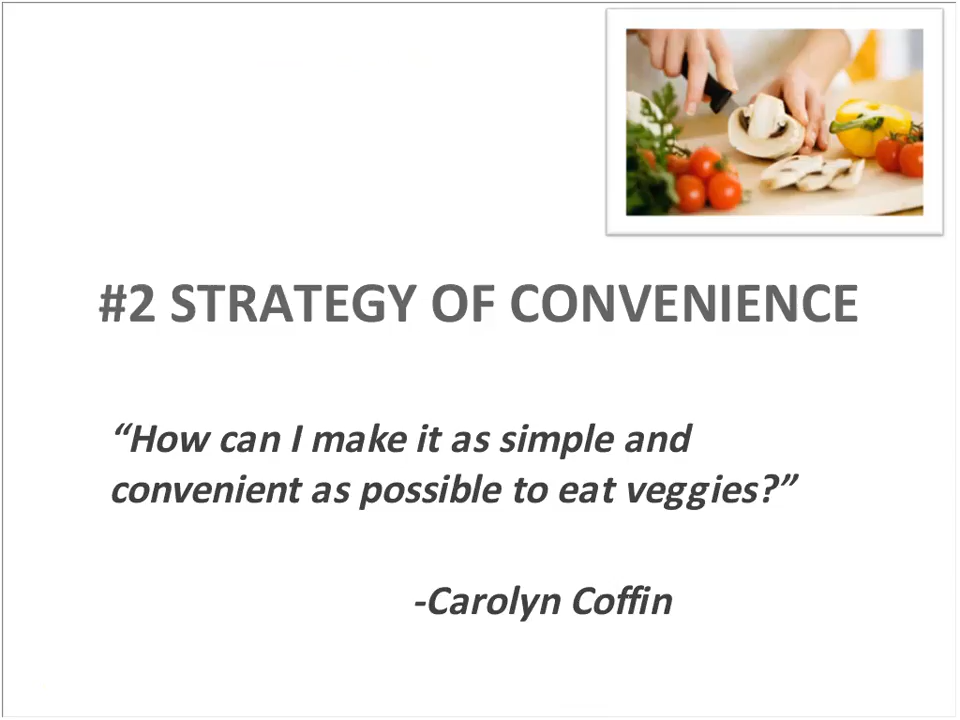 #2 STRATEGY OF CONVENIENCE
“How can I make it as simple and
convenient as possible to eat veggies?”
-Carolyn Coffin